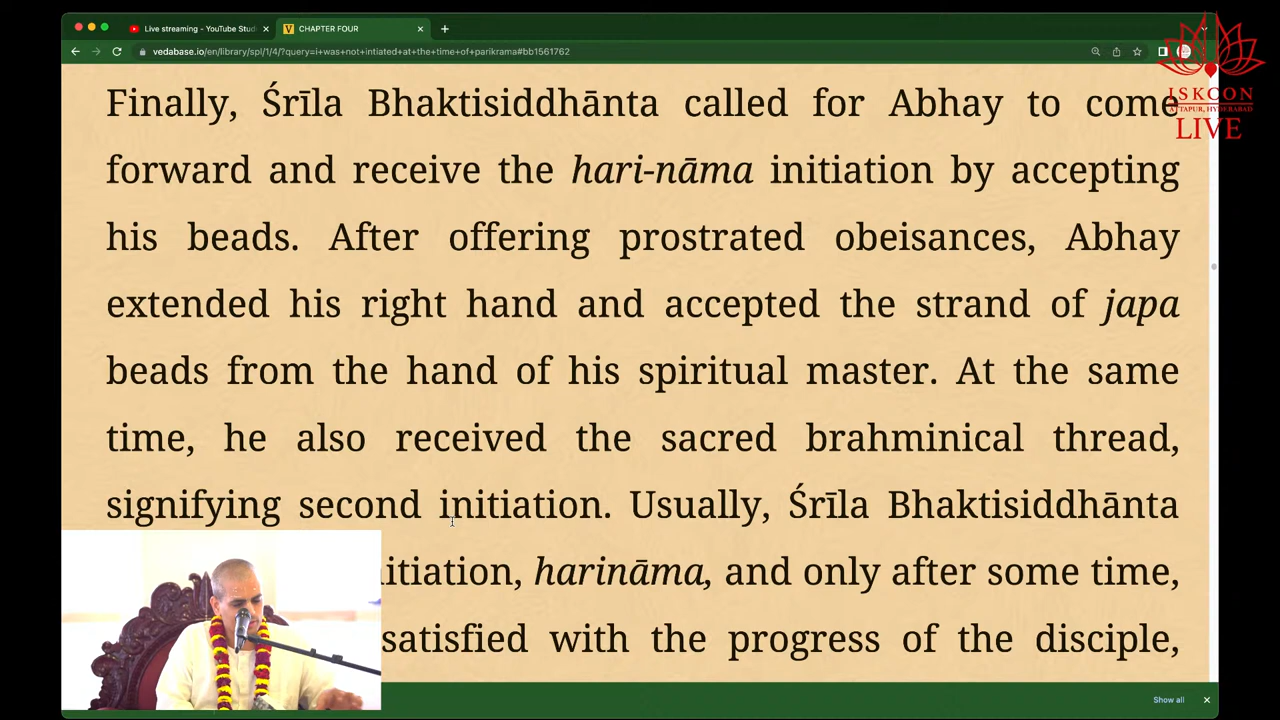 Live streaming - YouTube Stud
CHAPTER FOUR
vedabase.io/en/library/spl/1/4/?query=i+was+not+intiated+at+the+time+of+parikrama#bb1561762
ISKCON
ATTAPUR, HYDERABAD
LIVE
Finally, Śrīla Bhaktisiddhānta called for Abhay to come
forward and receive the hari-nāma initiation by accepting
his beads. After offering prostrated obeisances, Abhay
extended his right hand and accepted the strand of japa
beads from the hand of his spiritual master. At the same
time, he also received the sacred brahminical thread,
signifying second initiation. Usually, Śrīla Bhaktisiddhānta
itiation, harināma, and only after some time,
satisfied with the progress of the disciple,
Show all